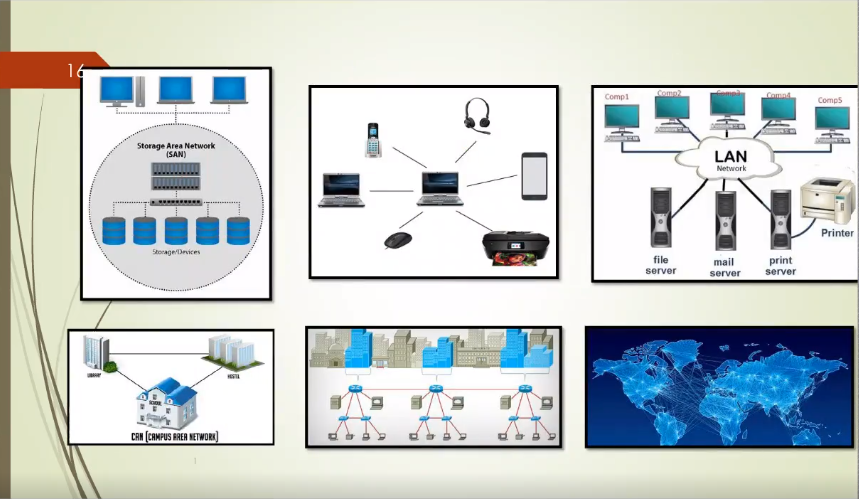 16
Storage Area Network
(SAN)
Storage/Devices
Comp1
Comp2
Comp3
Comp4
Comp5
LAN
Network
Printer
file
server
mail
server
print
server
LIBRARY
HOSTEL
SCHOOL
CAN (CAMPUS AREA NETWORK)